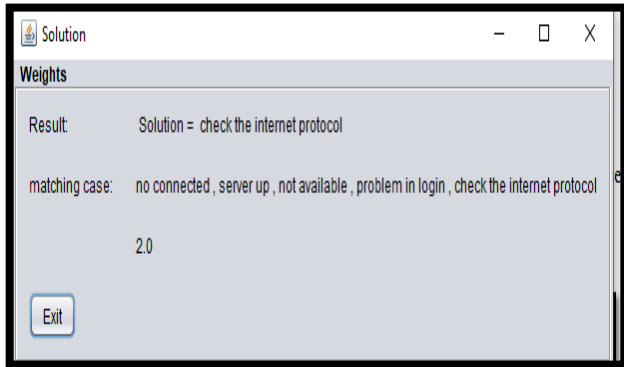 Solution
Weights
Result: Solution = check the internet protocol
matching case: no connected , server up , not available , problem in login , check the internet protocol
2.0
Exit